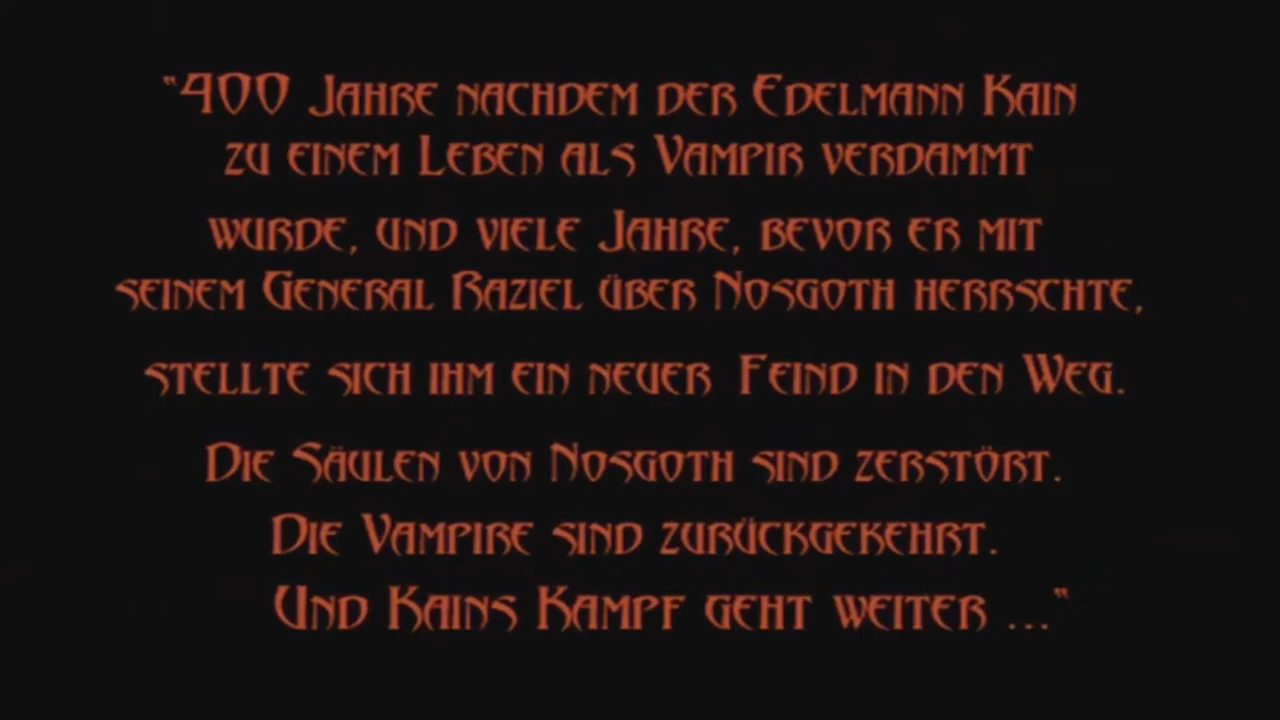 "400 Jahre nachdem der Edelmann Kain
zu einem Leben als Vampir verdammt
wurde, und viele Jahre, bevor er mit
seinem General Raziel über Nosgoth herrschte,
stellte sich ihm ein neuer Feind in den Weg.
Die Säulen von Nosgoth sind zerstört.
Die Vampire sind zurückgekehrt.
Und Kains Kampf geht weiter ..."